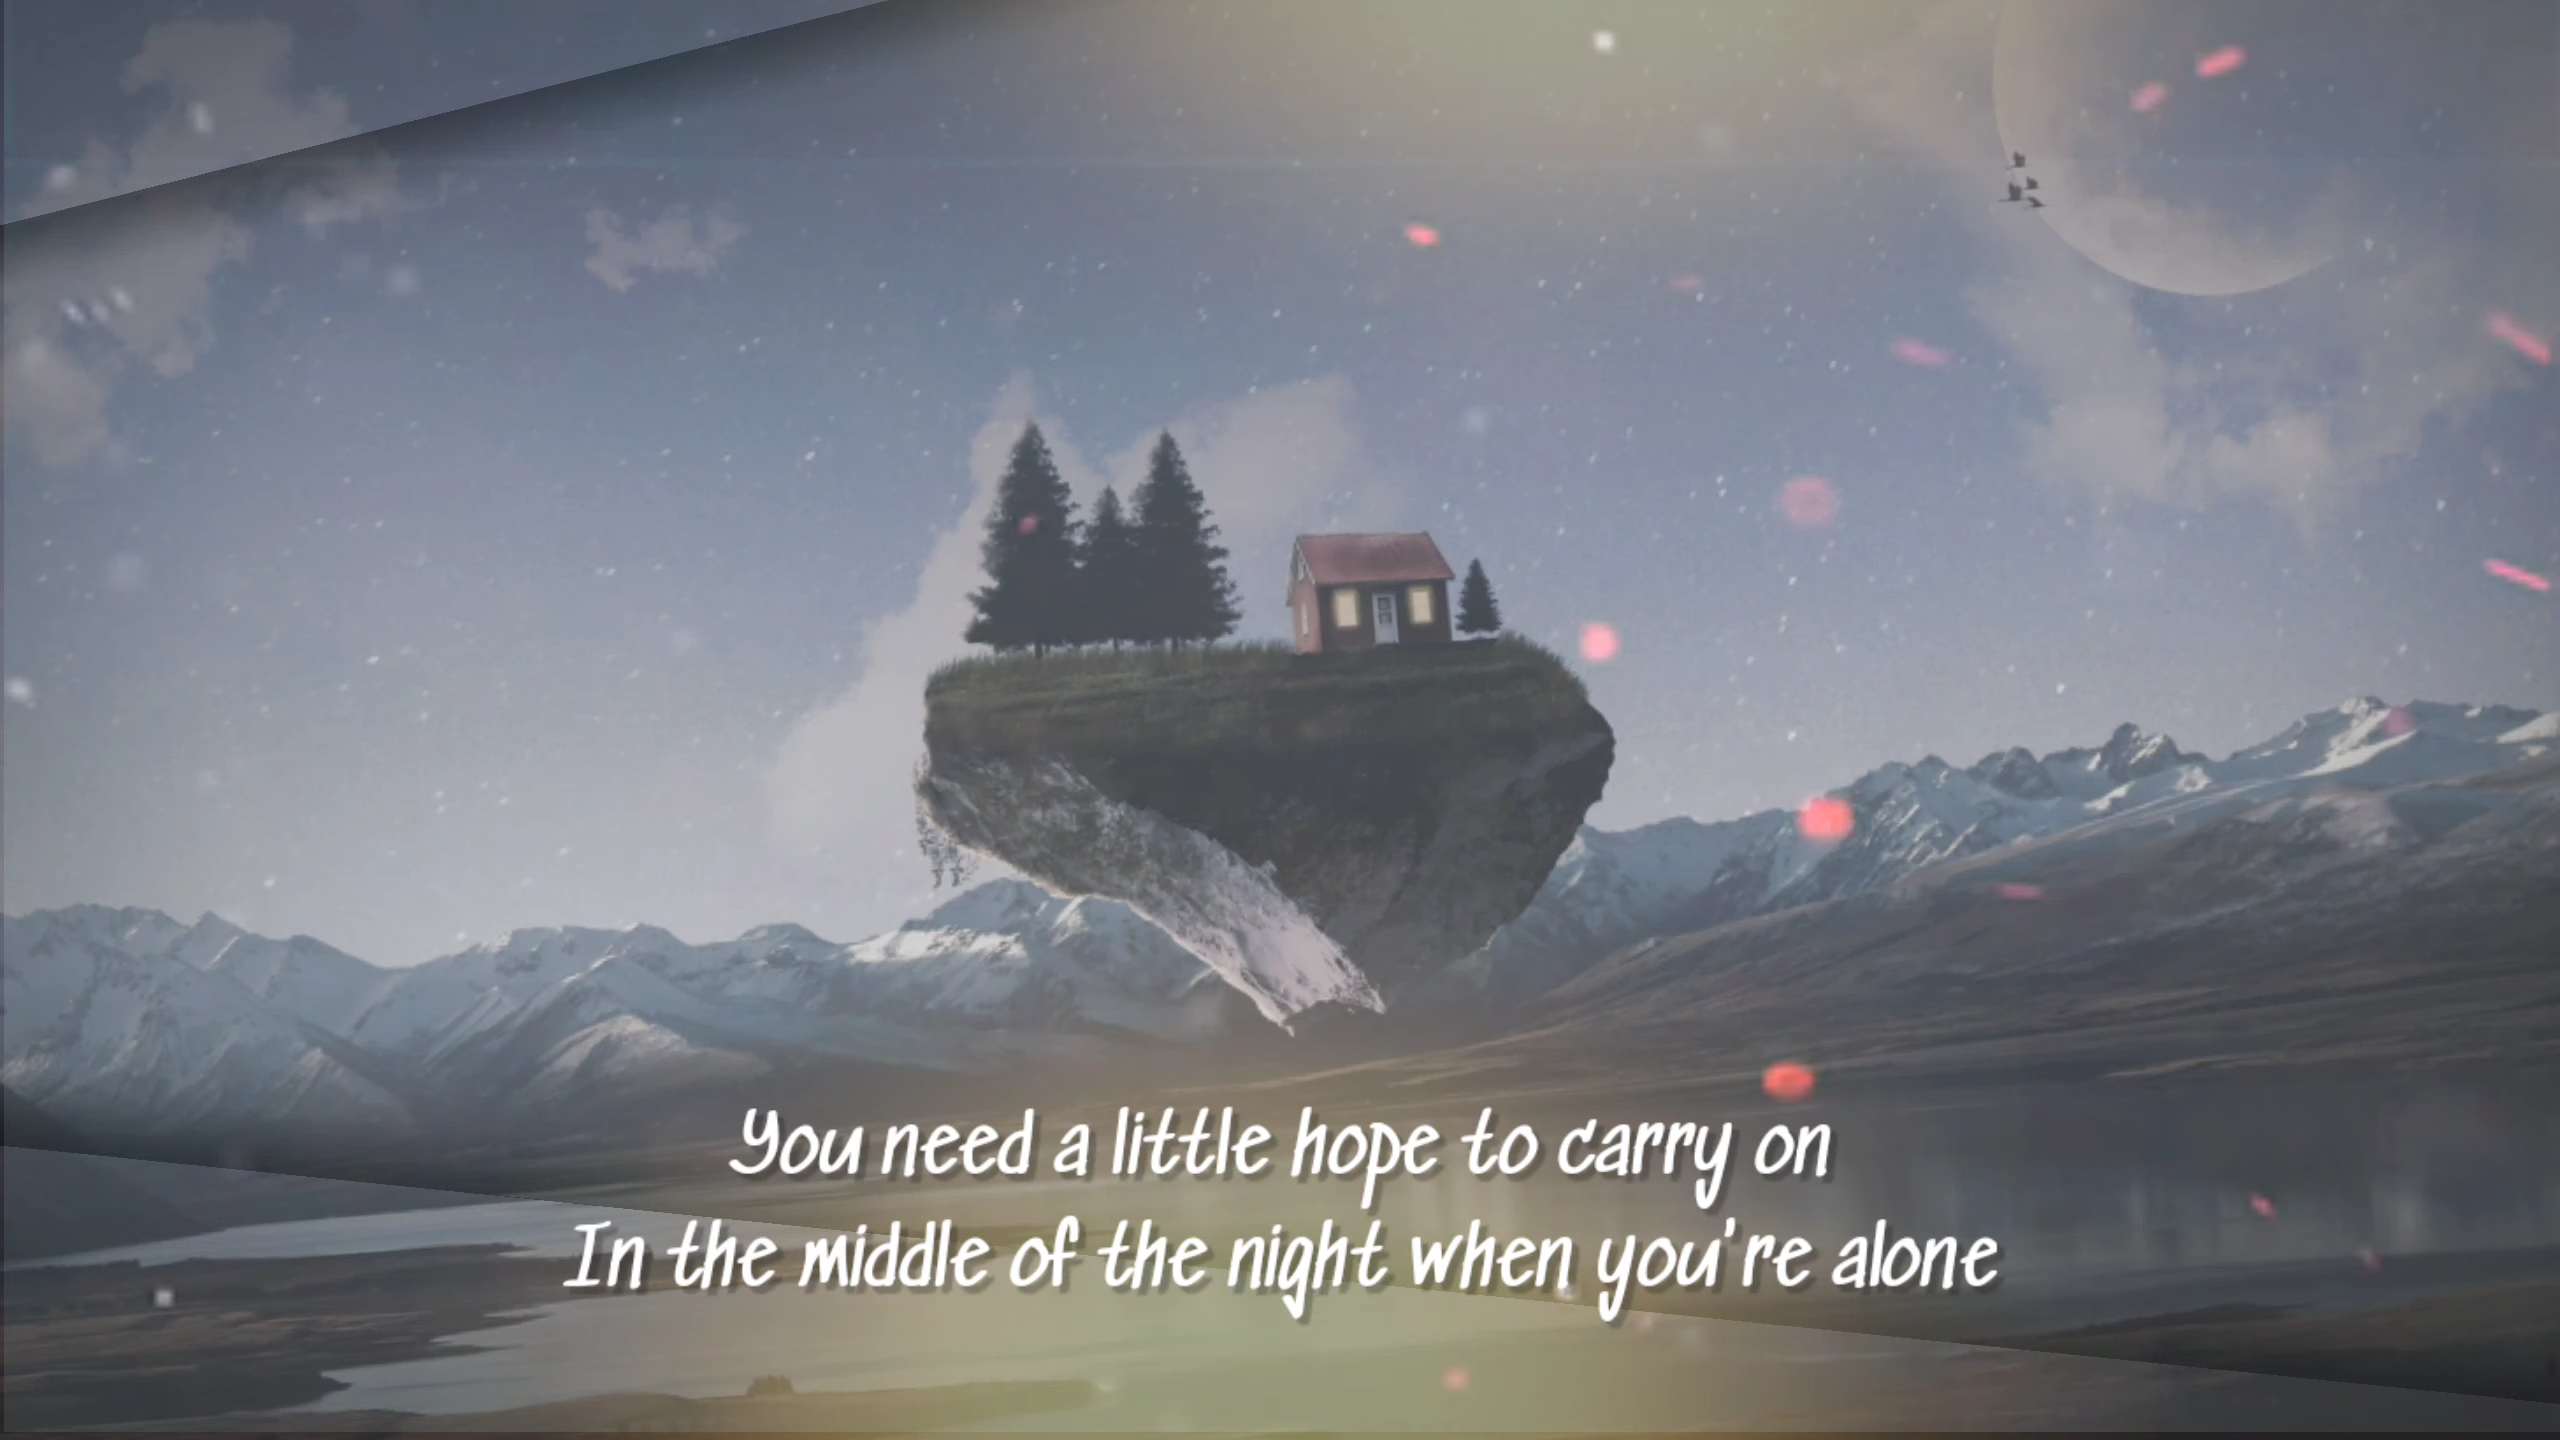 You need a little hope to carry on
In the middle of the night when you're alone